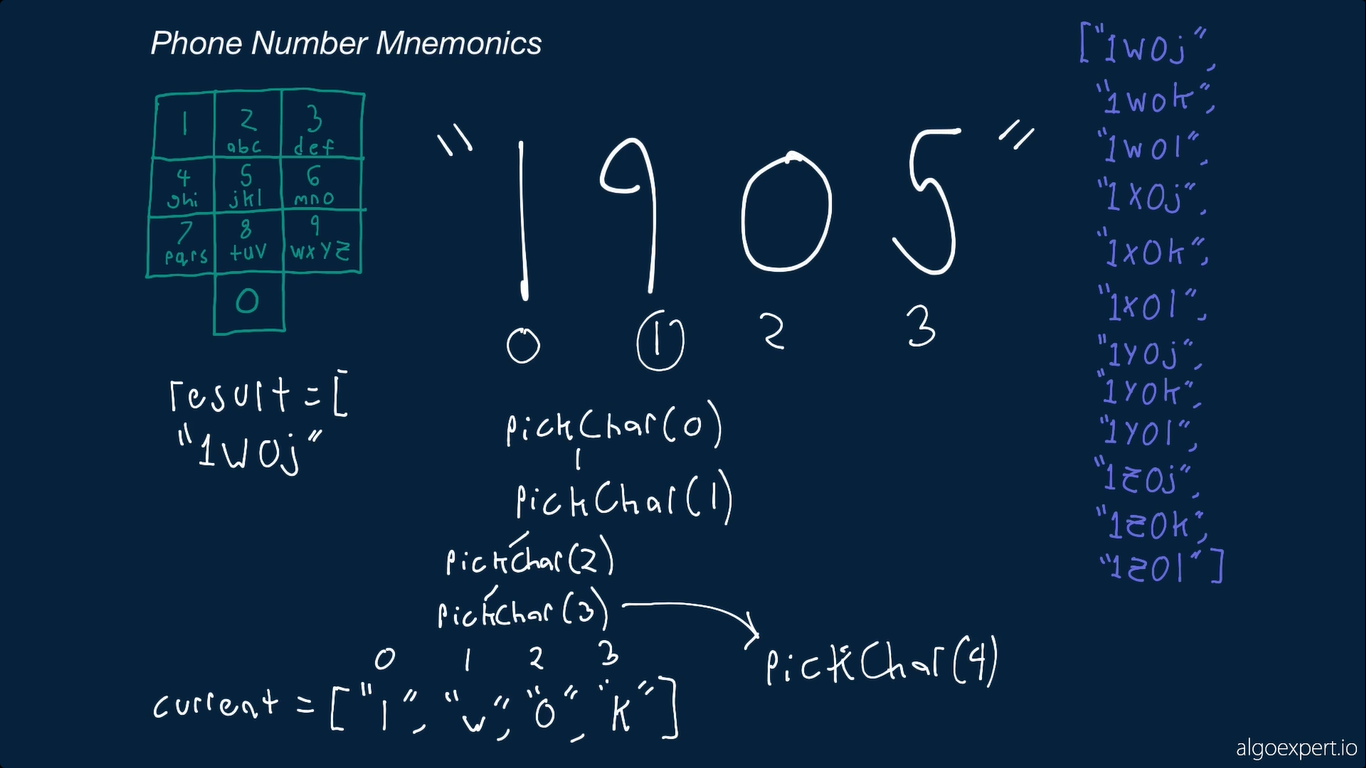 Phone Number Mnemonics
1 2 3
abc def
4 5 6
ghi jkl mno
7 8 9
pqrs tuv wxyz
0
"1905"
0 1 2 3
result = [
"1w0j"
pickChar(0)
pickChar(1)
pickChar(2)
pickChar(3)
pickChar(4)
0 1 2 3
current = ["1", "w", "0", "k"]
["1w0j",
"1w0k",
"1w0l",
"1x0j",
"1x0k",
"1x0l",
"1y0j",
"1y0k",
"1y0l",
"1z0j",
"1z0k",
"1z0l"]
algoexpert.io